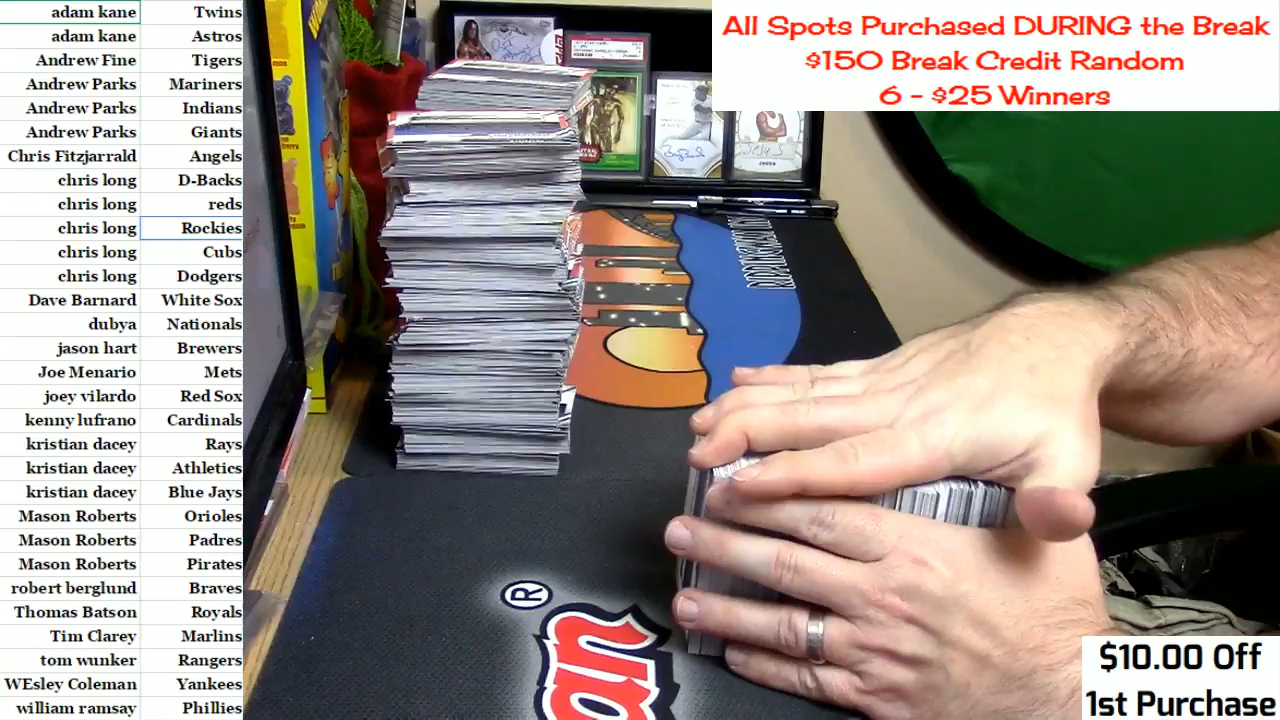 adam kane Twins
adam kane Astros
Andrew Fine Tigers
Andrew Parks Mariners
Andrew Parks Indians
Andrew Parks Giants
Chris Fitzjarrald Angels
chris long D-Backs
chris long reds
chris long Rockies
chris long Cubs
chris long Dodgers
Dave Barnard White Sox
dubya Nationals
jason hart Brewers
Joe Menario Mets
joey vilardo Red Sox
kenny lufrano Cardinals
kristian dacey Rays
kristian dacey Athletics
kristian dacey Blue Jays
Mason Roberts Orioles
Mason Roberts Padres
Mason Roberts Pirates
robert berglund Braves
Thomas Batson Royals
Tim Clarey Marlins
tom wunker Rangers
WEsley Coleman Yankees
william ramsay Phillies
All Spots Purchased DURING the Break
$150 Break Credit Random
6 - $25 Winners
an
®
$10.00 Off
1st Purchase